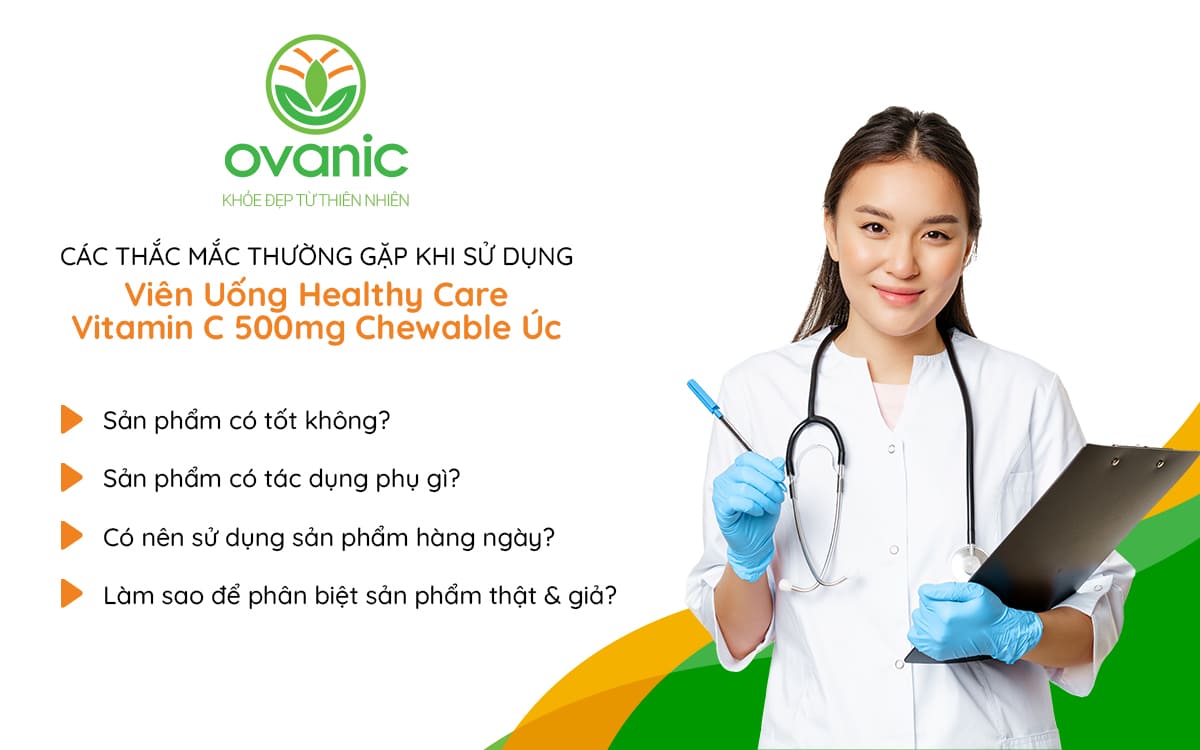 ovanic
KHỎE ĐẸP TỪ THIÊN NHIÊN
CÁC THẮC MẮC THƯỜNG GẶP KHI SỬ DỤNG
Viên Uống Healthy Care
Vitamin C 500mg Chewable Úc
Sản phẩm có tốt không?
Sản phẩm có tác dụng phụ gì?
Có nên sử dụng sản phẩm hàng ngày?
Làm sao để phân biệt sản phẩm thật & giả?